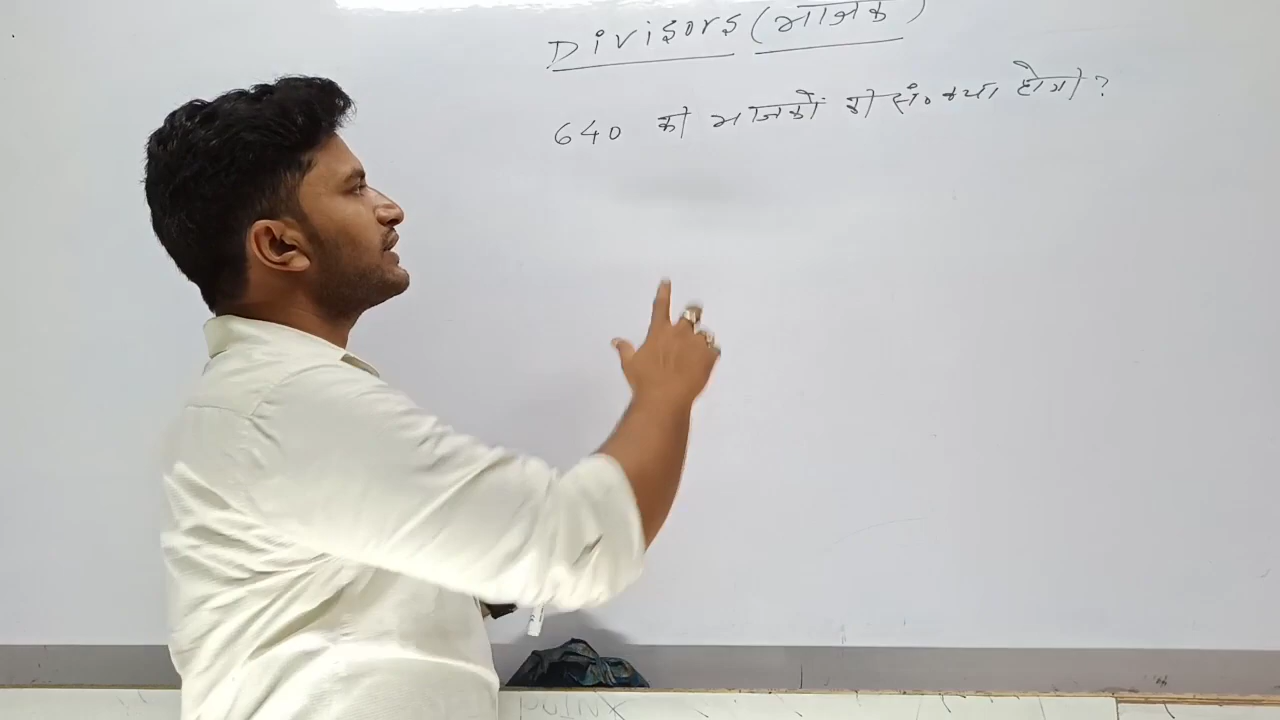 Divisors (भाजक)
640 को भाजकों की संख्या होगी ?